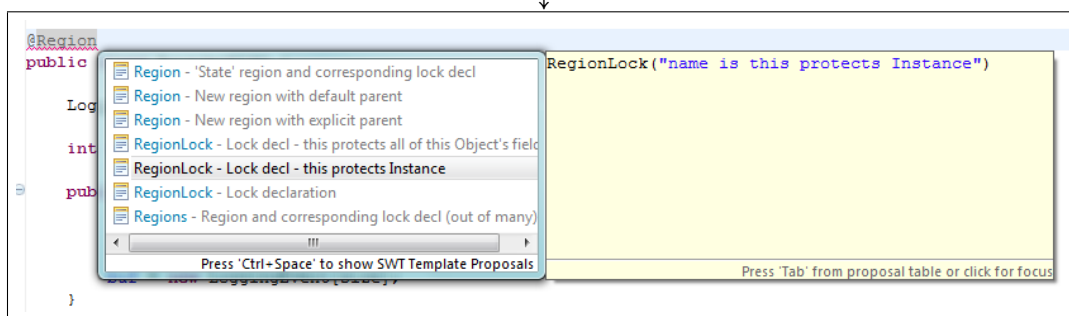 @Region
public
Region - 'State' region and corresponding lock decl
RegionLock("name is this protects Instance")
Region - New region with default parent
Log
Region - New region with explicit parent
RegionLock - Lock decl - this protects all of this Object's field
int
RegionLock - Lock decl - this protects Instance
pub
RegionLock - Lock declaration
Regions - Region and corresponding lock decl (out of many)
Press 'Ctrl+Space' to show SWT Template Proposals
Press 'Tab' from proposal table or click for focus
}